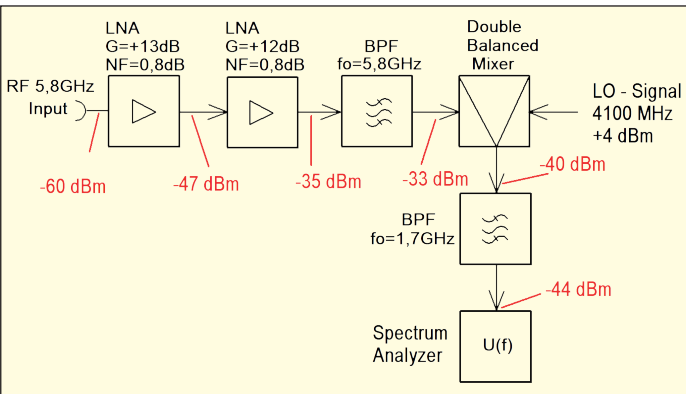 LNA
G=+13dB
NF=0,8dB
LNA
G=+12dB
NF=0,8dB
BPF
fo=5,8GHz
Double
Balanced
Mixer
RF 5,8GHz
Input
LO - Signal
4100 MHz
+4 dBm
-60 dBm
-47 dBm
-35 dBm
-33 dBm
-40 dBm
BPF
fo=1,7GHz
-44 dBm
Spectrum
Analyzer
U(f)